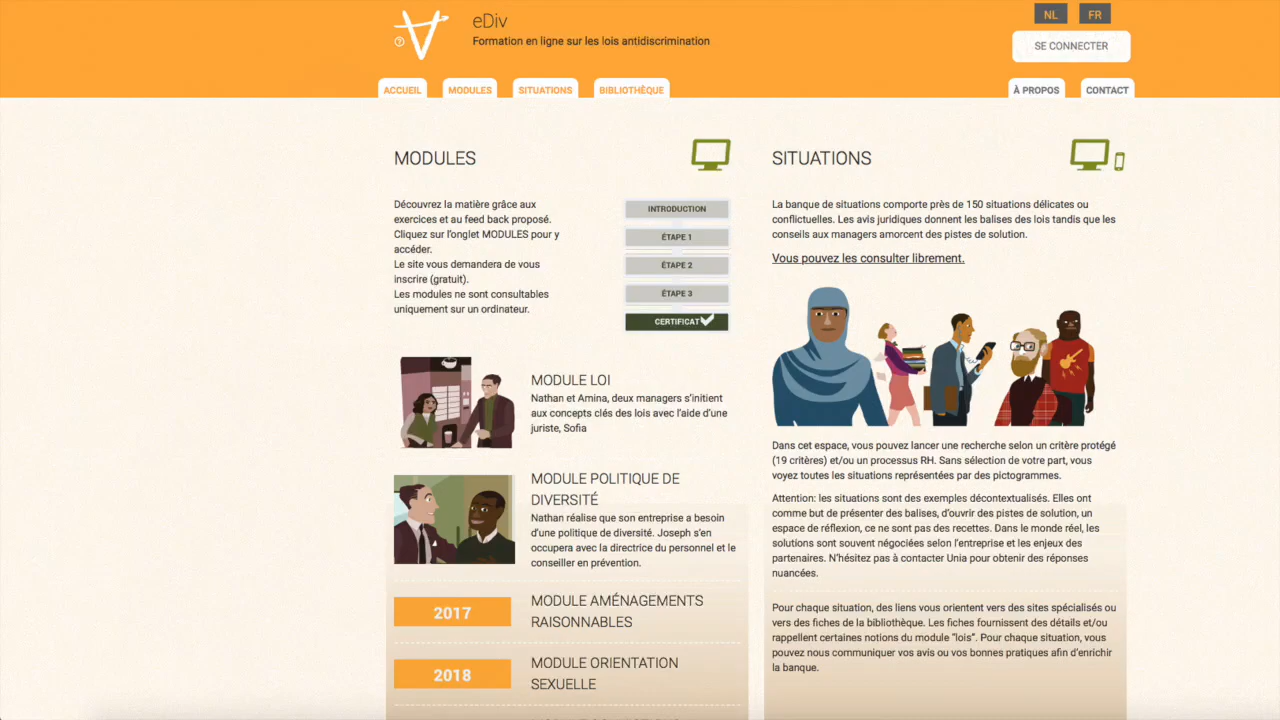 eDiv
Formation en ligne sur les lois antidiscrimination
NL
FR
SE CONNECTER
ACCUEIL
MODULES
SITUATIONS
BIBLIOTHÈQUE
À PROPOS
CONTACT
MODULES
Découvrez la matière grâce aux
exercices et au feed back proposé.
Cliquez sur l’onglet MODULES pour y
accéder.
Le site vous demandera de vous
inscrire (gratuit).
Les modules ne sont consultables
uniquement sur un ordinateur.
INTRODUCTION
ÉTAPE 1
ÉTAPE 2
ÉTAPE 3
CERTIFICAT
MODULE LOI
Nathan et Amina, deux managers s’initient
aux concepts clés des lois avec l’aide d’une
juriste, Sofia
MODULE POLITIQUE DE
DIVERSITÉ
Nathan réalise que son entreprise a besoin
d’une politique de diversité. Joseph s’en
occupera avec la directrice du personnel et le
conseiller en prévention.
2017
MODULE AMÉNAGEMENTS
RAISONNABLES
2018
MODULE ORIENTATION
SEXUELLE
SITUATIONS
La banque de situations comporte près de 150 situations délicates ou
conflictuelles. Les avis juridiques donnent les balises des lois tandis que les
conseils aux managers amorcent des pistes de solution.
Vous pouvez les consulter librement.
Dans cet espace, vous pouvez lancer une recherche selon un critère protégé
(19 critères) et/ou un processus RH. Sans sélection de votre part, vous
voyez toutes les situations représentées par des pictogrammes.
Attention: les situations sont des exemples décontextualisés. Elles ont
comme but de présenter des balises, d’ouvrir des pistes de solution, un
espace de réflexion, ce ne sont pas des recettes. Dans le monde réel, les
solutions sont souvent négociées selon l’entreprise et les enjeux des
partenaires. N’hésitez pas à contacter Unia pour obtenir des réponses
nuancées.
Pour chaque situation, des liens vous orientent vers des sites spécialisés ou
vers des fiches de la bibliothèque. Les fiches fournissent des détails et/ou
rappellent certaines notions du module “lois”. Pour chaque situation, vous
pouvez nous communiquer vos avis ou vos bonnes pratiques afin d’enrichir
la banque.